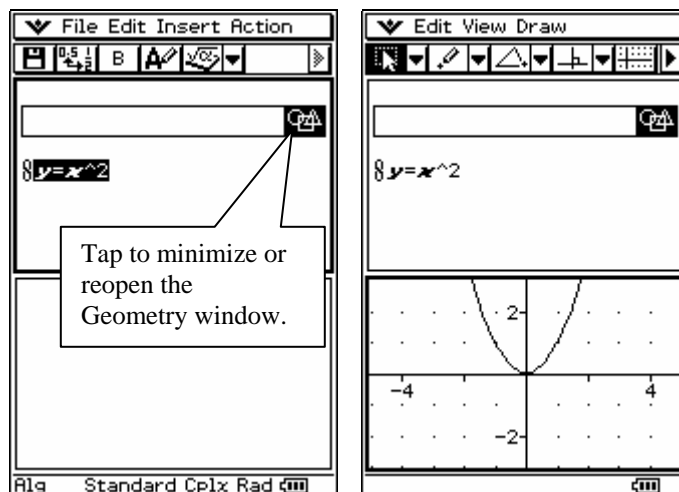 File Edit Insert Action
B
y=x^2
Tap to minimize or
reopen the
Geometry window.
Alg Standard Cplx Rad
Edit View Draw
y=x^2
2
-4 4
-2